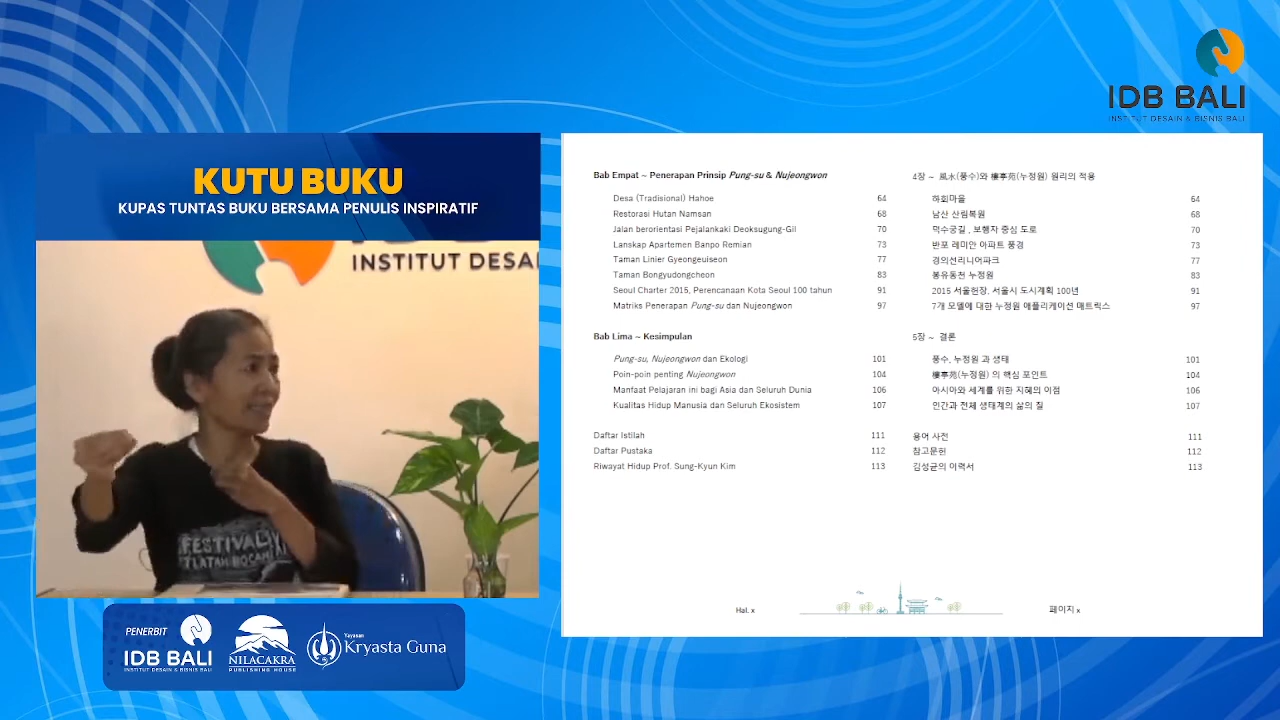 IDB BALI
INSTITUT DESAIN & BISNIS BALI
KUTU BUKU
KUPAS TUNTAS BUKU BERSAMA PENULIS INSPIRATIF
INSTITUT DESAI
FESTIVAL
TLATAH BOCAH
PENERBIT
IDB BALI
INSTITUT DESAIN & BISNIS BALI
NILACAKRA
PUBLISHING HOUSE
Yayasan
Kryasta Guna
Bab Empat ~ Penerapan Prinsip Pung-su & Nujeongwon
Desa (Tradisional) Hahoe 64
Restorasi Hutan Namsan 68
Jalan berorientasi Pejalankaki Deoksugung-Gil 70
Lanskap Apartemen Banpo Remian 73
Taman Linier Gyeongeuiseon 77
Taman Bongyudongcheon 83
Seoul Charter 2015, Perencanaan Kota Seoul 100 tahun 91
Matriks Penerapan Pung-su dan Nujeongwon 97
Bab Lima ~ Kesimpulan
Pung-su, Nujeongwon dan Ekologi 101
Poin-poin penting Nujeongwon 104
Manfaat Pelajaran ini bagi Asia dan Seluruh Dunia 106
Kualitas Hidup Manusia dan Seluruh Ekosistem 107
Daftar Istilah 111
Daftar Pustaka 112
Riwayat Hidup Prof. Sung-Kyun Kim 113
Hal. x
4장 ~ 風水(풍수)와 樓亭苑(누정원) 원리의 적용
하회마을 64
남산 산림복원 68
덕수궁길 , 보행자 중심 도로 70
반포 레미안 아파트 풍경 73
경의선리니어파크 77
봉유동천 누정원 83
2015 서울헌장, 서울시 도시계획 100년 91
7개 모델에 대한 누정원 애플리케이션 매트릭스 97
5장 ~ 결론
풍수, 누정원 과 생태 101
樓亭苑(누정원) 의 핵심 포인트 104
아시아와 세계를 위한 지혜의 이점 106
인간과 전체 생태계의 삶의 질 107
용어 사전 111
참고문헌 112
김성균의 이력서 113
페이지 x